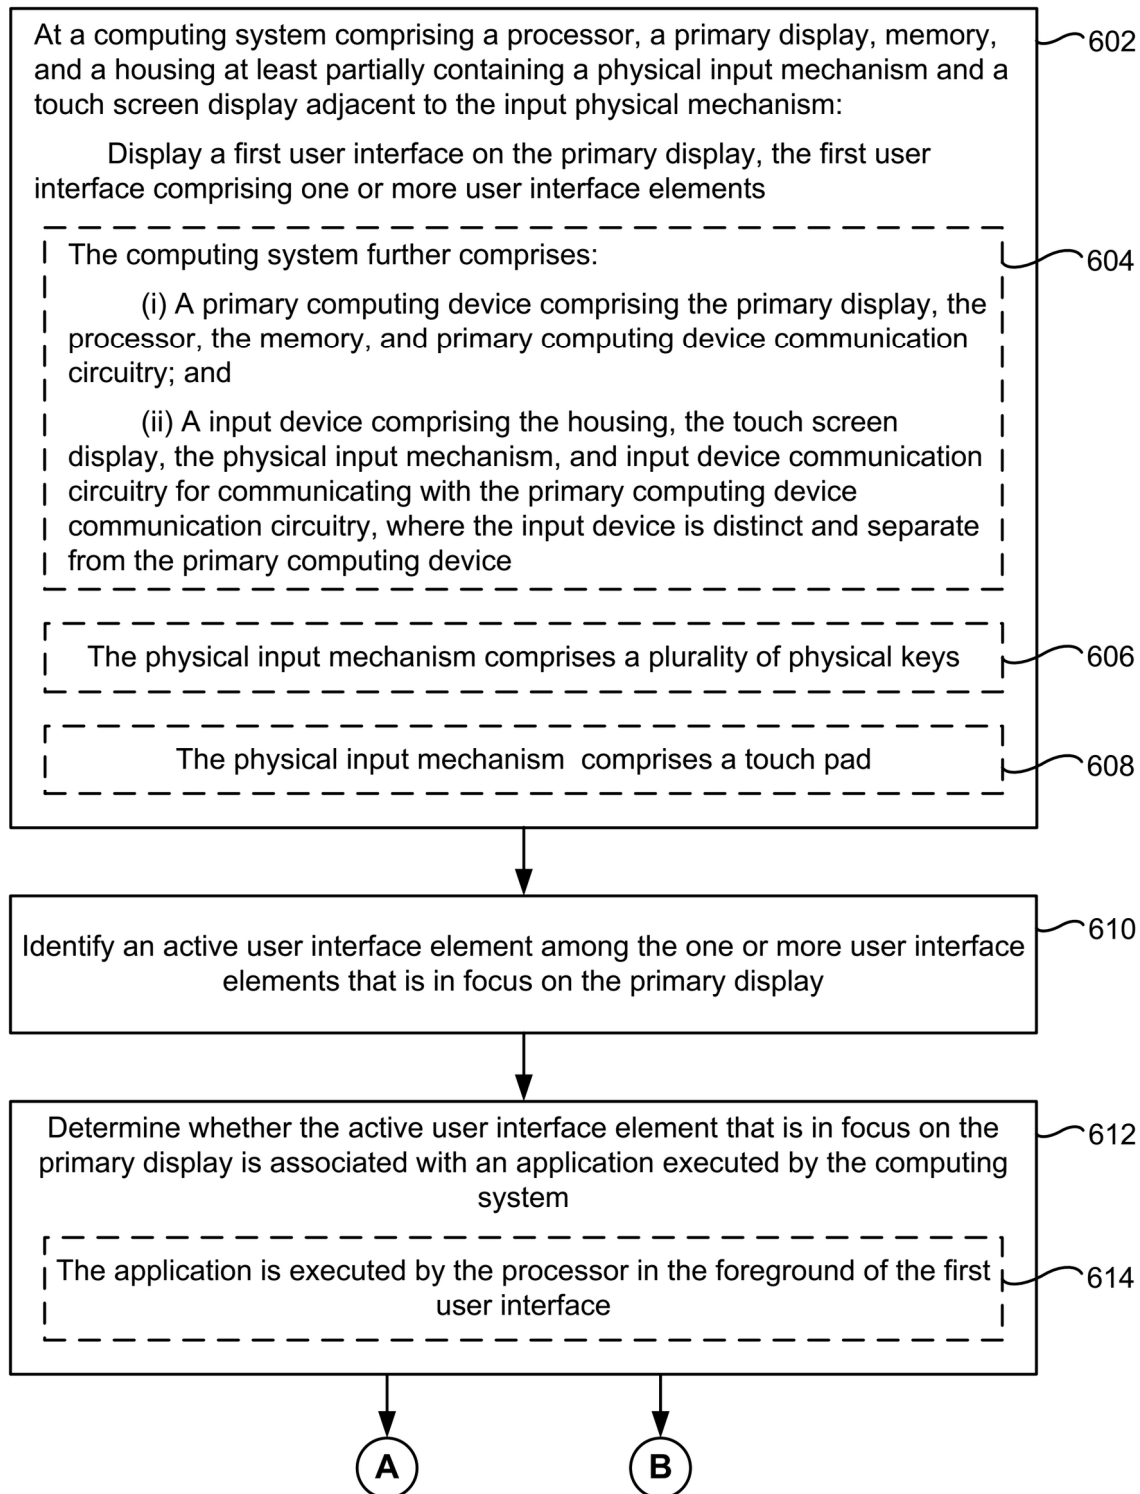 At a computing system comprising a processor, a primary display, memory,
and a housing at least partially containing a physical input mechanism and a
touch screen display adjacent to the input physical mechanism:
Display a first user interface on the primary display, the first user
interface comprising one or more user interface elements
602
The computing system further comprises:
(i) A primary computing device comprising the primary display, the
processor, the memory, and primary computing device communication
circuitry; and
(ii) A input device comprising the housing, the touch screen
display, the physical input mechanism, and input device communication
circuitry for communicating with the primary computing device
communication circuitry, where the input device is distinct and separate
from the primary computing device
604
The physical input mechanism comprises a plurality of physical keys
606
The physical input mechanism  comprises a touch pad
608
Identify an active user interface element among the one or more user interface
elements that is in focus on the primary display
610
Determine whether the active user interface element that is in focus on the
primary display is associated with an application executed by the computing
system
612
The application is executed by the processor in the foreground of the first
user interface
614
A
B